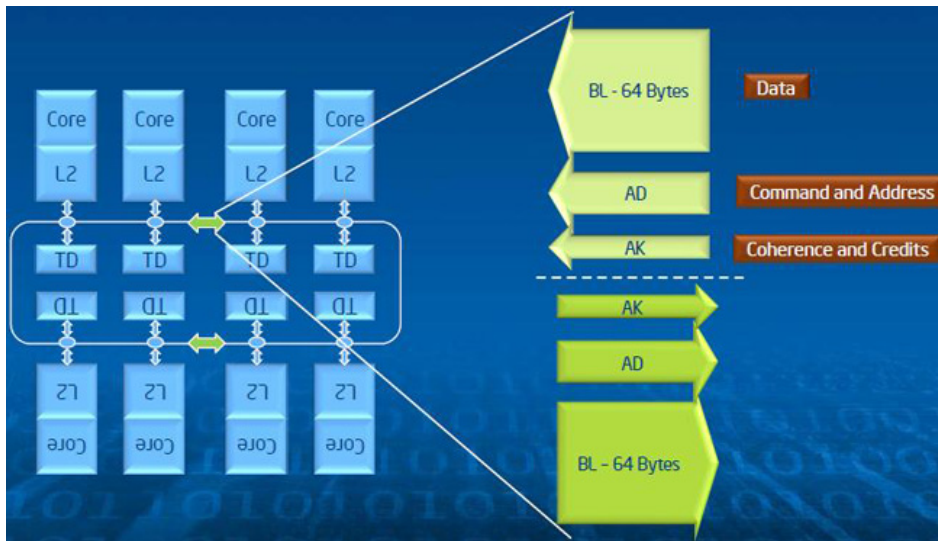 Core Core Core Core
L2 L2 L2 L2
TD TD TD TD
TD TD TD TD
L2 L2 L2 L2
Core Core Core Core
BL - 64 Bytes
Data
AD
Command and Address
AK
Coherence and Credits
AK
AD
BL - 64 Bytes